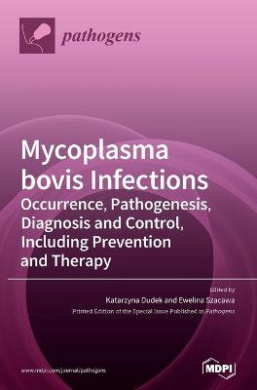 pathogens
Mycoplasma
bovis Infections
Occurrence, Pathogenesis,
Diagnosis and Control,
Including Prevention
and Therapy
Edited by
Katarzyna Dudek and Ewelina Szacawa
Printed Edition of the Special Issue Published in Pathogens
www.mdpi.com/journal/pathogens
MDPI